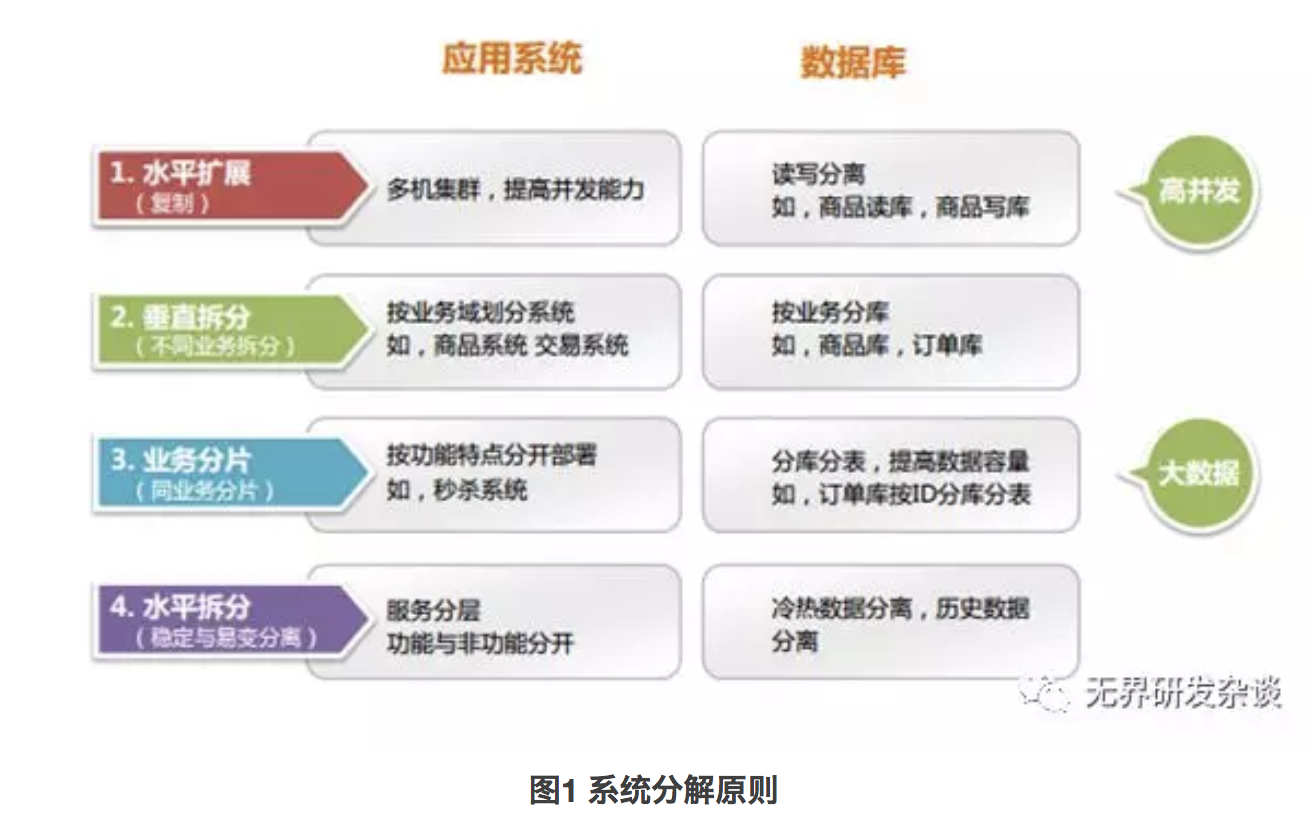 应用系统
数据库
1. 水平扩展
（复制）
多机集群，提高并发能力
读写分离
如，商品读库，商品写库
高并发
2. 垂直拆分
（不同业务拆分）
按业务域划分系统
如，商品系统 交易系统
按业务分库
如，商品库，订单库
3. 业务分片
（同业务分片）
按功能特点分开部署
如，秒杀系统
分库分表，提高数据容量
如，订单库按ID分库分表
大数据
4. 水平拆分
（稳定与易变分离）
服务分层
功能与非功能分开
冷热数据分离，历史数据
分离
无界研发杂谈
图1 系统分解原则